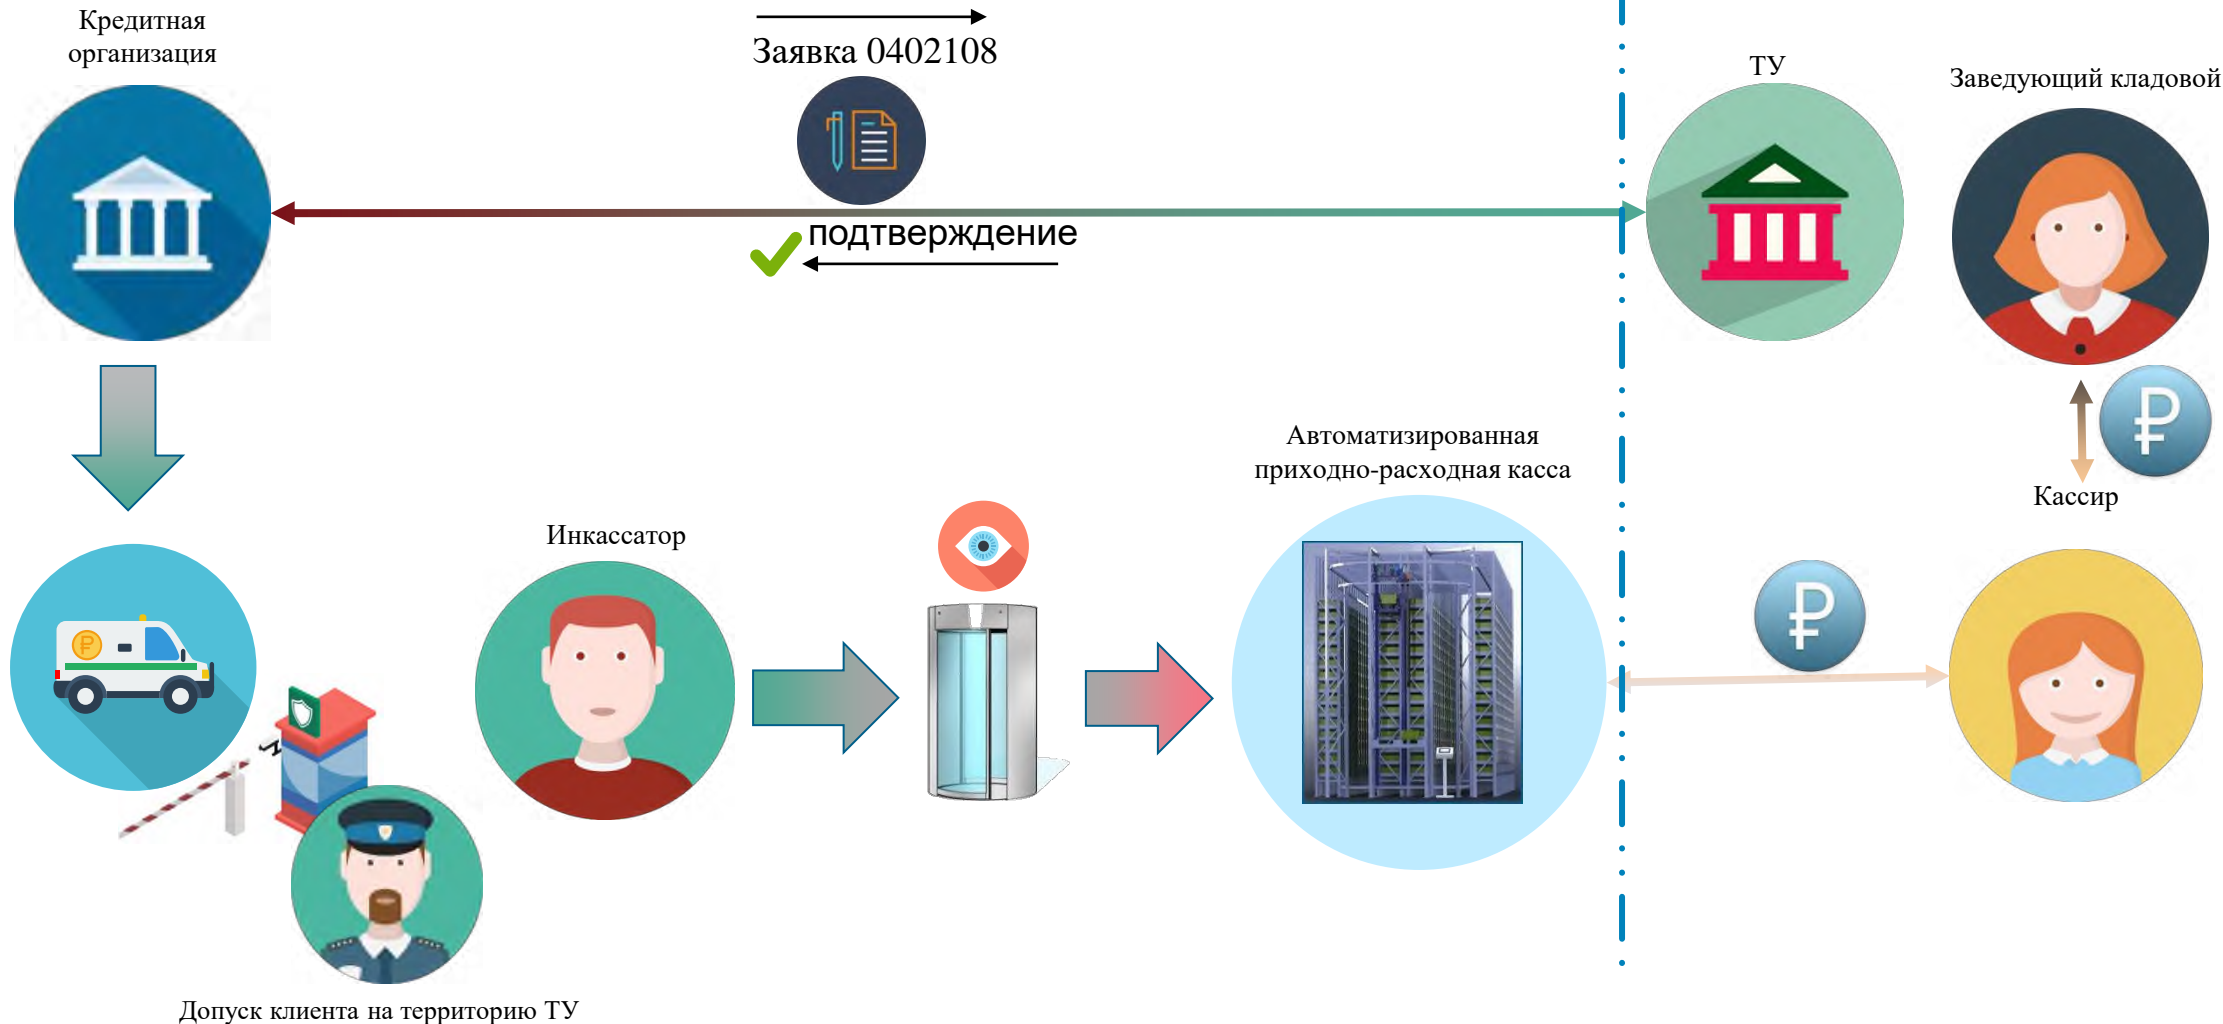 Кредитная
организация
Заявка 0402108
подтверждение
ТУ
Заведующий кладовой
Автоматизированная
приходно-расходная касса
Кассир
Инкассатор
Допуск клиента на территорию ТУ